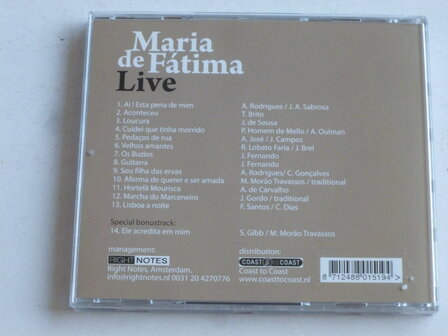 Maria
de Fátima
Live
1. Ai ! Ésta pena de mim A. Rodrigues / J. A. Sabrosa
2. Aconteceu T. Brito
3. Loucura J. de Sousa
4. Cuidei que tinha morrido P. Homem de Mello / A. Oulman
5. Pedaços de rua A. José / J. Campos
6. Velhos amantes R. Lobato Faria / J. Brel
7. Os Buzios J. Fernando
8. Guitarra J. Fernando
9. Sou filha das ervas A. Rodrigues/ C. Gonçalves
10. Aforma de querer e ser amada M. Morão Travassos / traditional
11. Hortelã Mourisca A. de Carvalho
12. Marcha do Marceneiro J. Gordo / traditional
13. Lisboa a noite F. Santos / C. Dias
Special bonustrack:
14. Ele acredita em mim S. Gibb / M. Morão Travassos
management: distribution:
RIGHT NOTES COAST TO COAST
Right Notes, Amsterdam. Coast to Coast
info@rightnotes.nl 0031 20 4270776 www.coasttocoast.nl
8 712488 015194 >